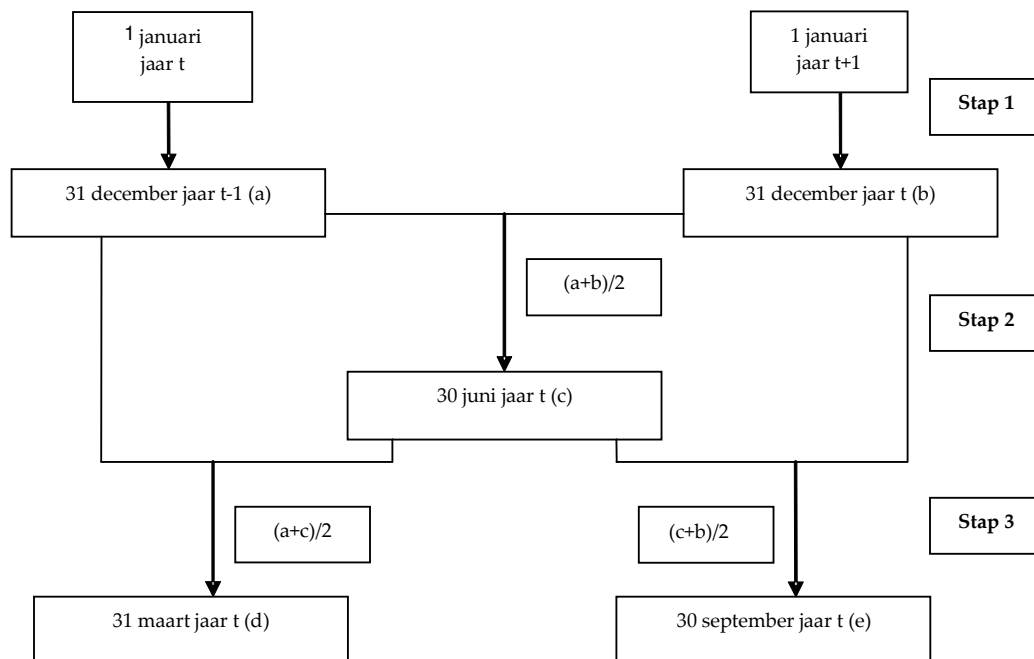 1 januari
jaar t
1 januari
jaar t+1
Stap 1
31 december jaar t-1 (a)
31 december jaar t (b)
(a+b)/2
Stap 2
30 juni jaar t (c)
(a+c)/2
(c+b)/2
Stap 3
31 maart jaar t (d)
30 september jaar t (e)